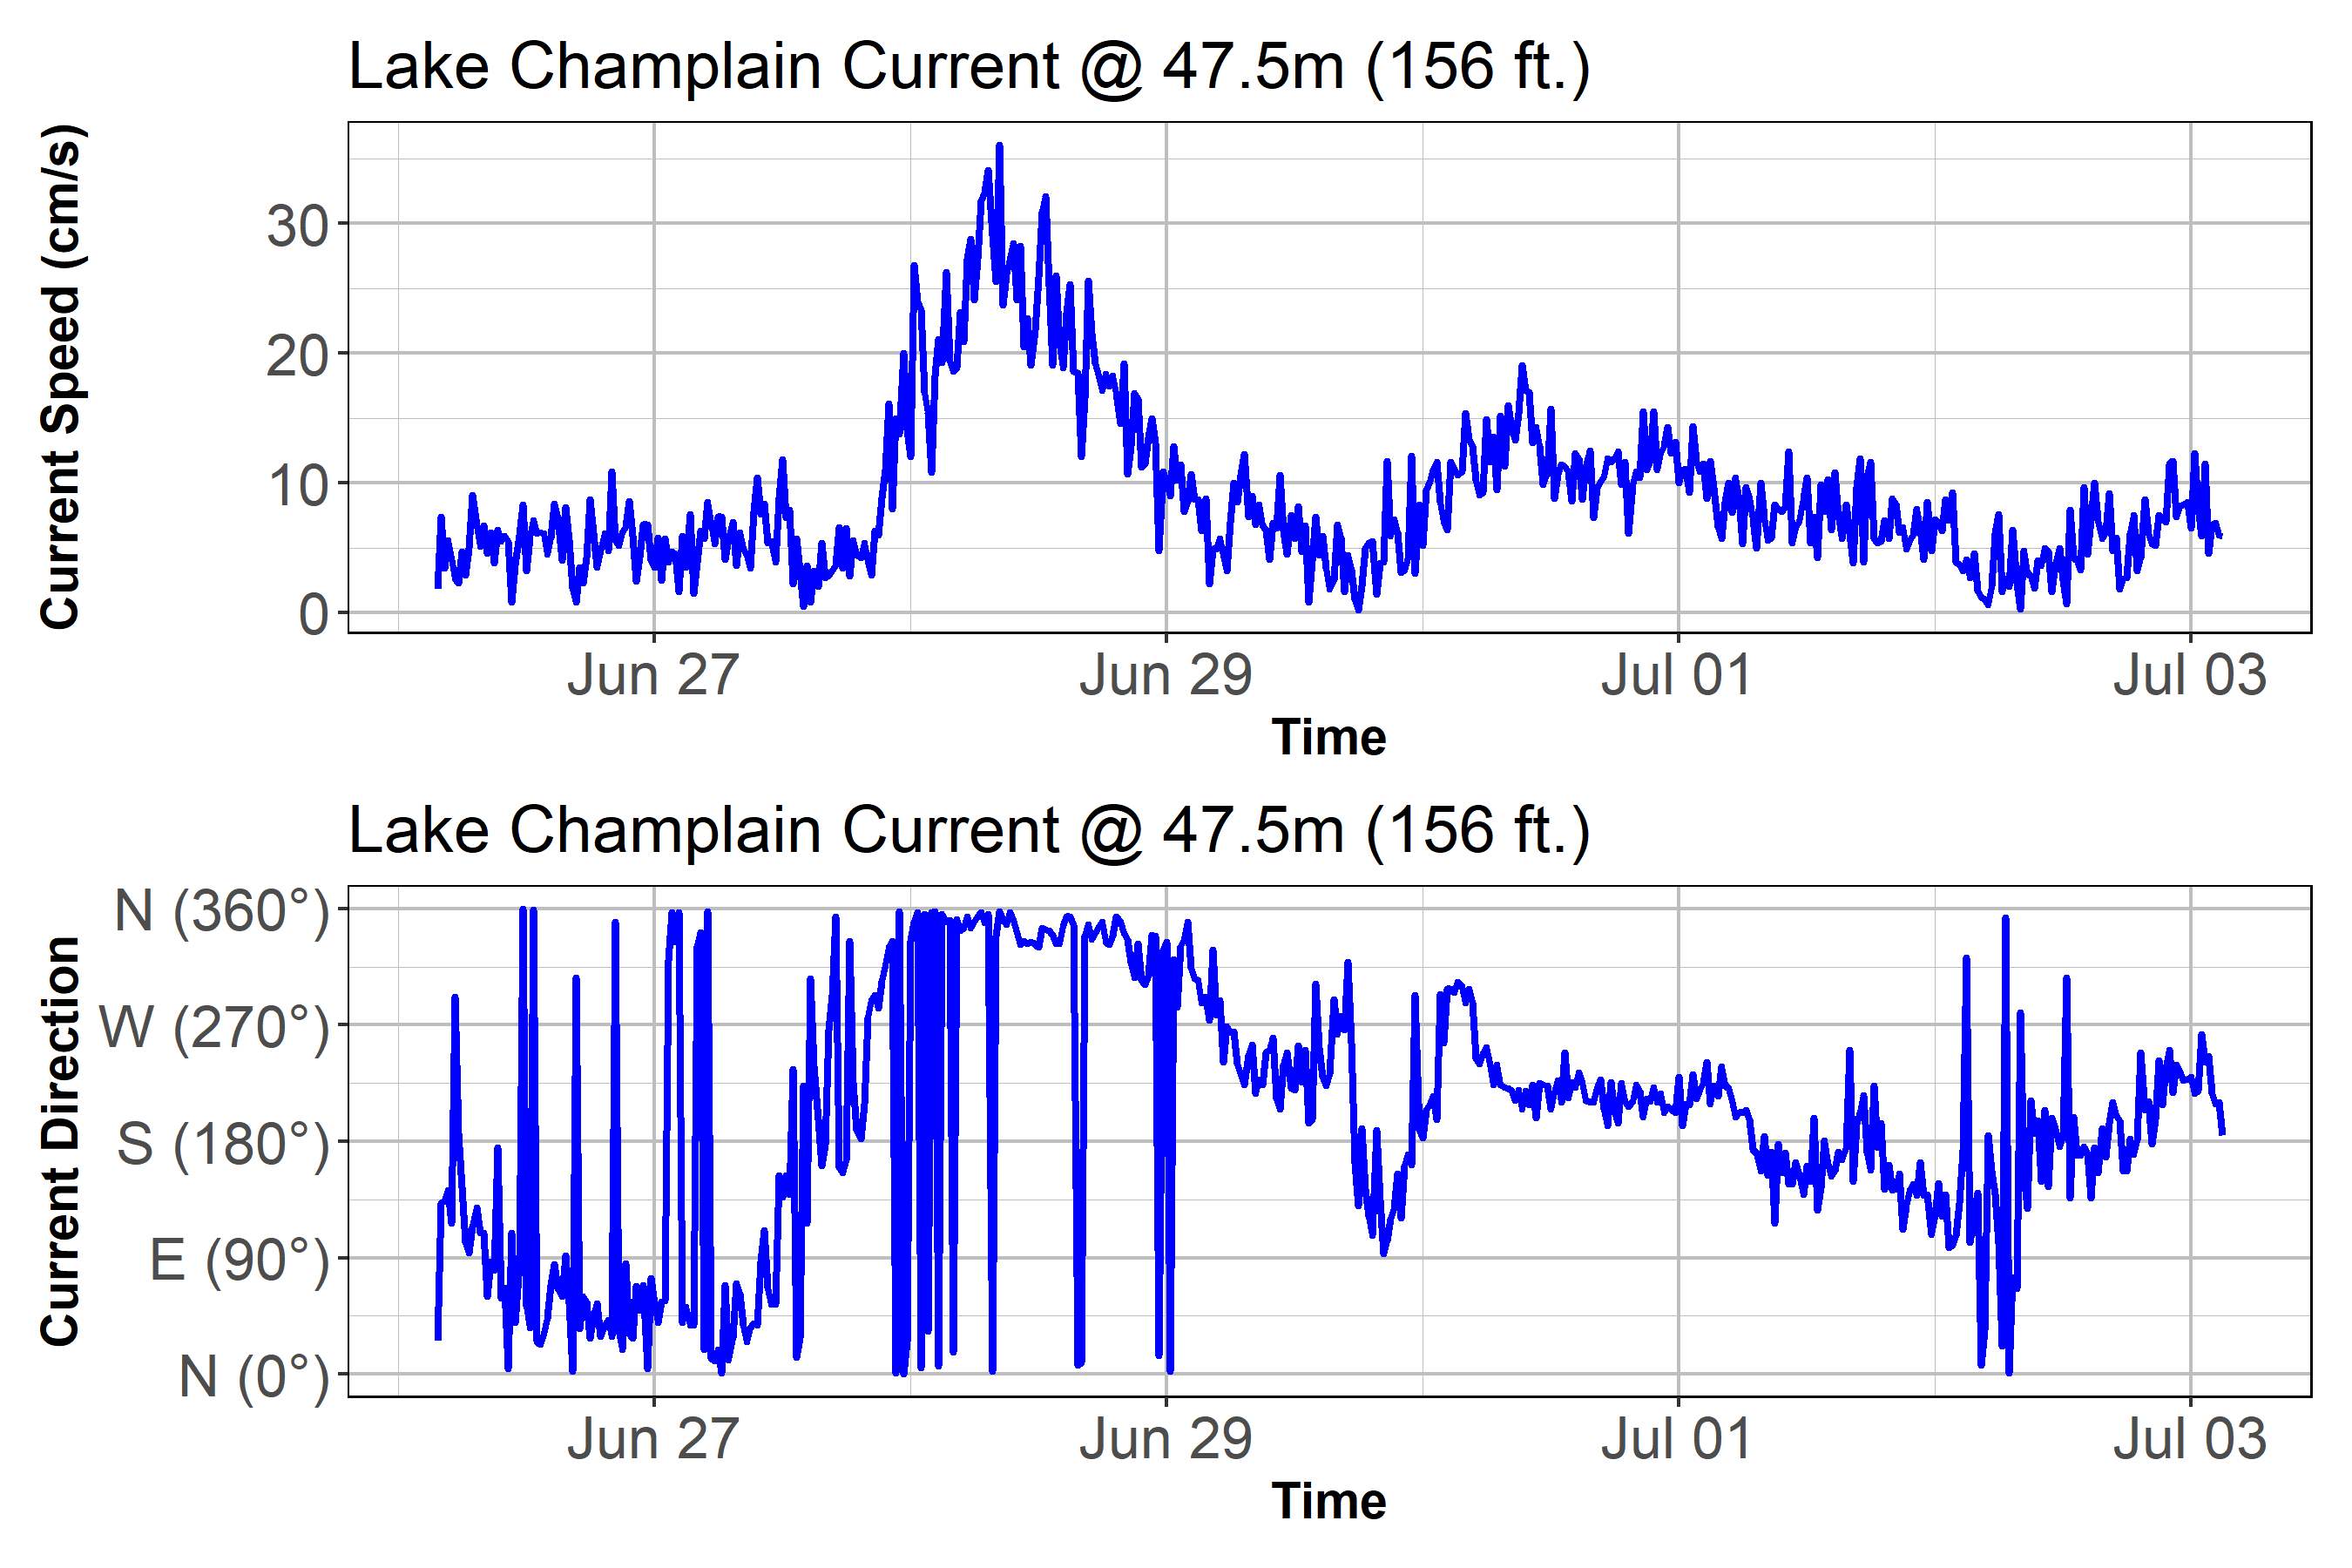 Lake Champlain Current @ 47.5m (156 ft.)
Current Speed (cm/s)
30
20
10
0
Jun 27 Jun 29 Jul 01 Jul 03
Time
Lake Champlain Current @ 47.5m (156 ft.)
Current Direction
N (360°)
W (270°)
S (180°)
E (90°)
N (0°)
Jun 27 Jun 29 Jul 01 Jul 03
Time